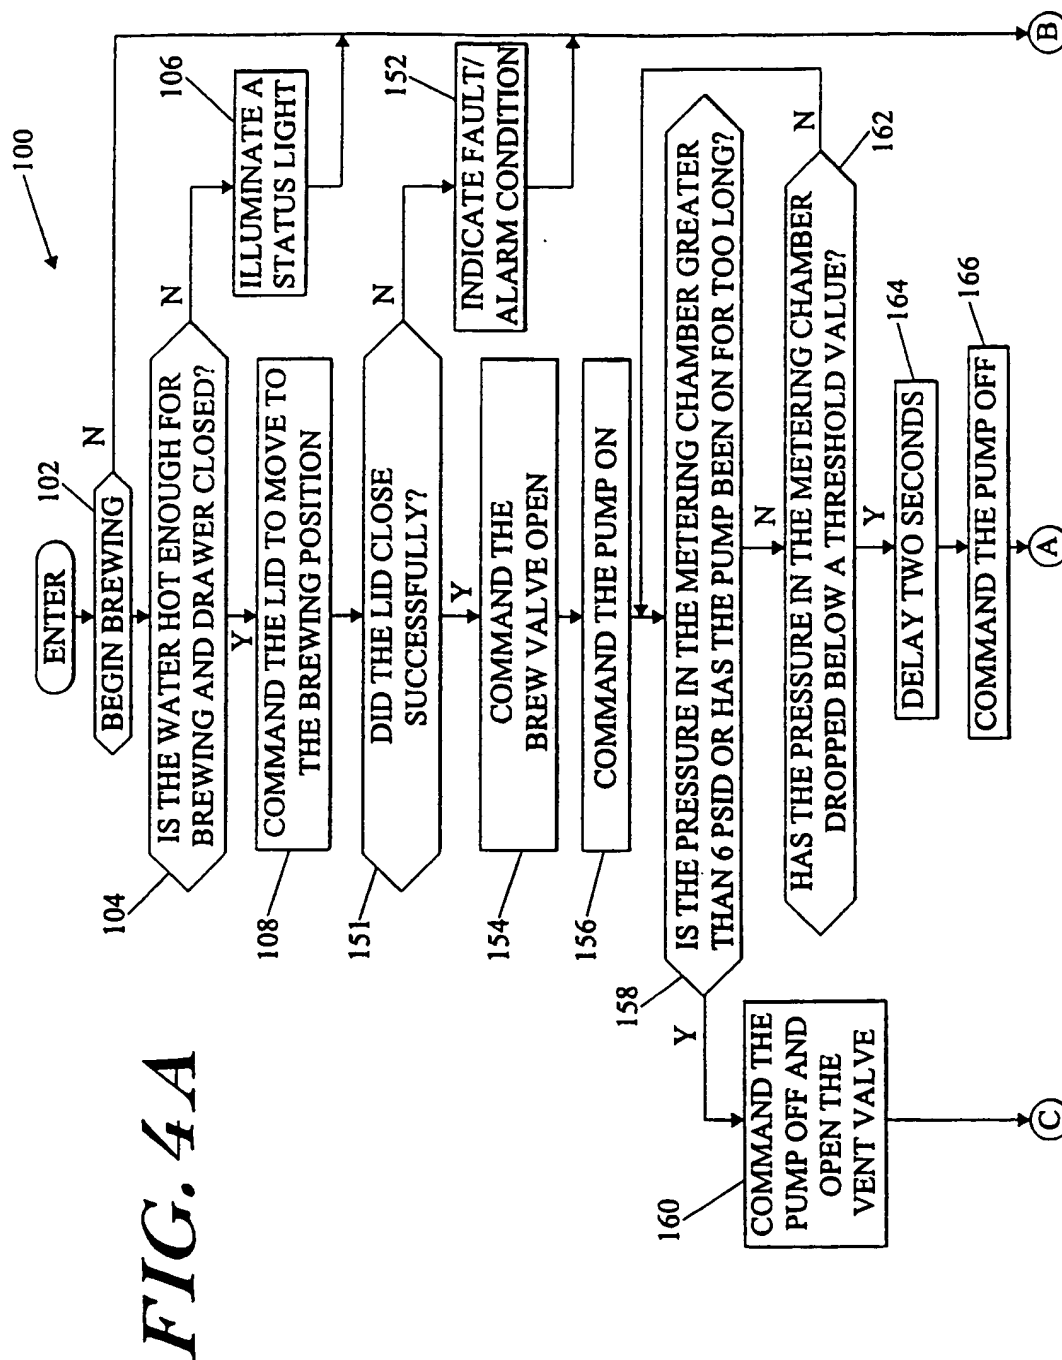 FIG. 4A
100
ENTER
102
BEGIN BREWING
N
104
IS THE WATER HOT ENOUGH FOR
BREWING AND DRAWER CLOSED?
N
106
ILLUMINATE A
STATUS LIGHT
Y
108
COMMAND THE LID TO MOVE TO
THE BREWING POSITION
151
DID THE LID CLOSE
SUCCESSFULLY?
N
152
INDICATE FAULT/
ALARM CONDITION
Y
154
COMMAND THE
BREW VALVE OPEN
156
COMMAND THE PUMP ON
158
IS THE PRESSURE IN THE METERING CHAMBER GREATER
THAN 6 PSID OR HAS THE PUMP BEEN ON FOR TOO LONG?
Y
160
COMMAND THE
PUMP OFF AND
OPEN THE
VENT VALVE
N
162
HAS THE PRESSURE IN THE METERING CHAMBER
DROPPED BELOW A THRESHOLD VALUE?
N
Y
164
DELAY TWO SECONDS
166
COMMAND THE PUMP OFF
C
A
B